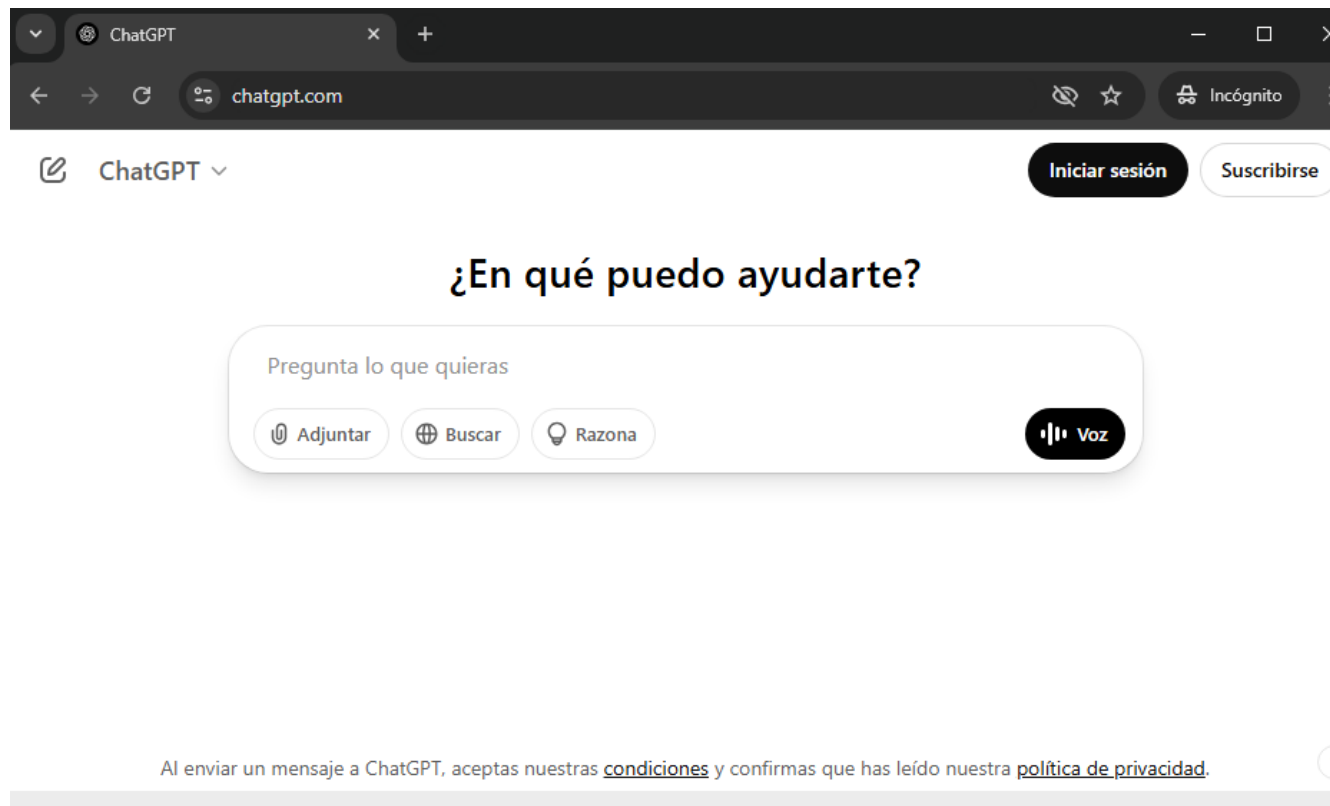 ChatGPT
chatgpt.com
Incógnito
ChatGPT
Iniciar sesión
Suscribirse
¿En qué puedo ayudarte?
Pregunta lo que quieras
Adjuntar
Buscar
Razona
Voz
Al enviar un mensaje a ChatGPT, aceptas nuestras condiciones y confirmas que has leído nuestra política de privacidad.